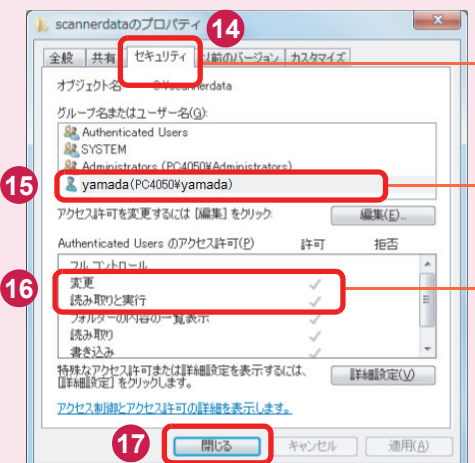 scannerdataのプロパティ
14
全般 共有 セキュリティ 以前のバージョン カスタマイズ
オブジェクト名: C:¥scannerdata
グループ名またはユーザー名(G):
Authenticated Users
SYSTEM
Administrators (PC4050¥Administrators)
15
yamada(PC4050¥yamada)
アクセス許可を変更するには [編集] をクリック: 編集(E)...
Authenticated Users のアクセス許可(P) 許可 拒否
フル コントロール
16
変更
読み取りと実行
フォルダーの内容の一覧表示
読み取り
書き込み
特殊なアクセス許可または詳細設定を表示するには、
[詳細設定] をクリックします。 詳細設定(V)
アクセス制御とアクセス許可の詳細を表示します。
17
閉じる キャンセル 適用(A)